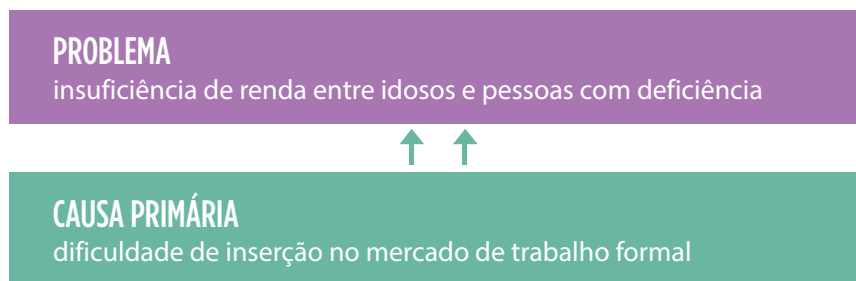 PROBLEMA
insuficiência de renda entre idosos e pessoas com deficiência
CAUSA PRIMÁRIA
dificuldade de inserção no mercado de trabalho formal